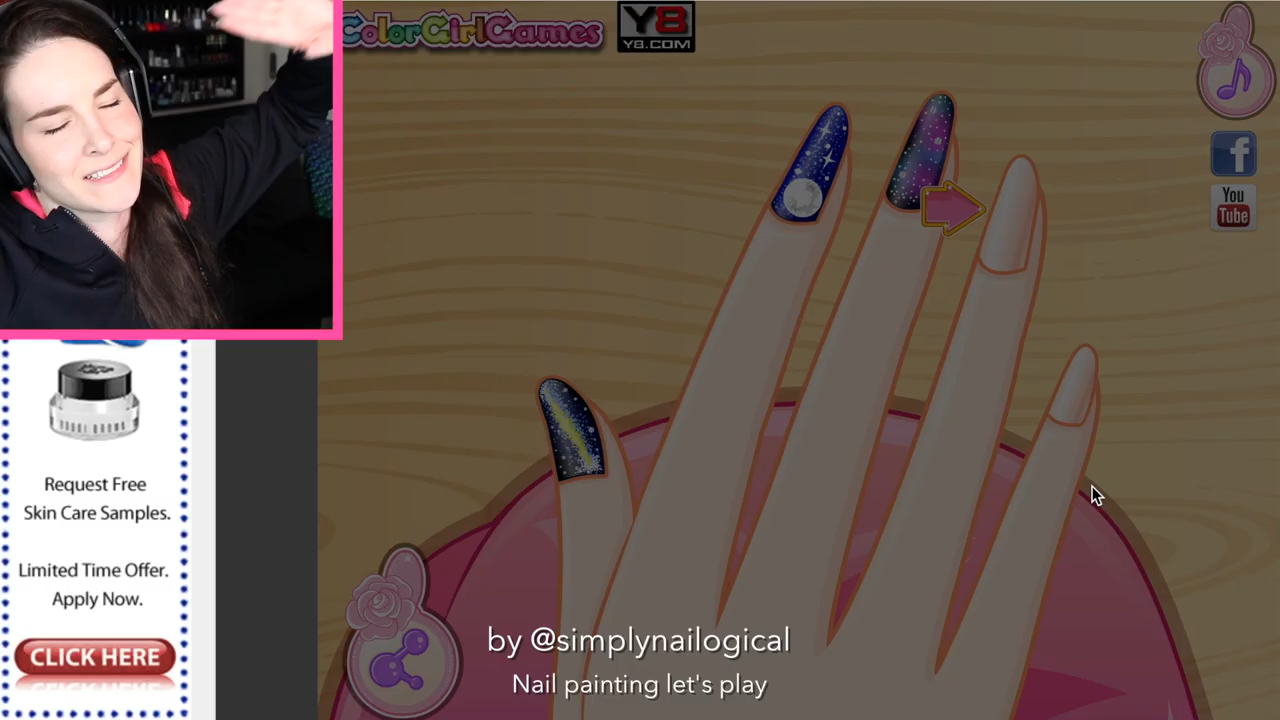 ColorGirlGames
Y8
Y8.COM
You
Tube
f
Request Free
Skin Care Samples.
Limited Time Offer.
Apply Now.
CLICK HERE
by @simplynailogical
Nail painting let's play